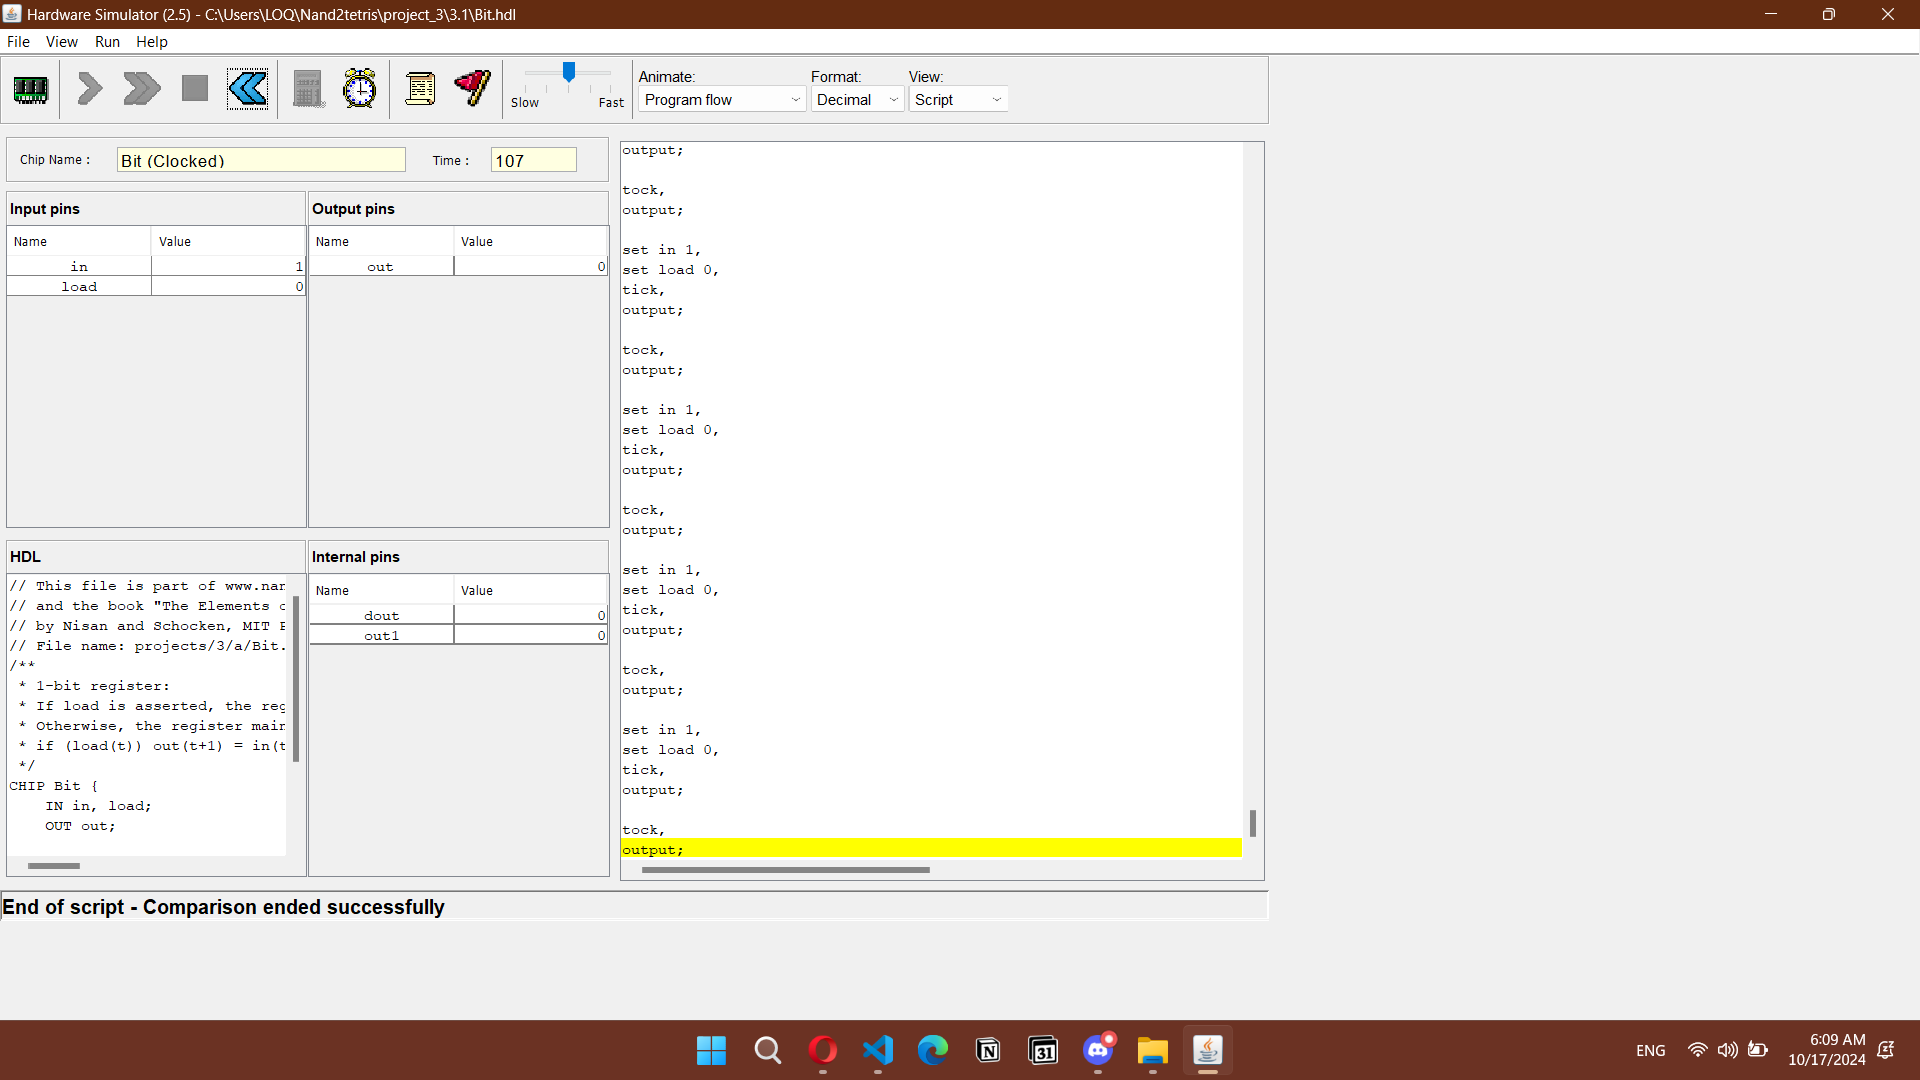 Hardware Simulator (2.5) - C:\Users\LOQ\Nand2tetris\project_3\3.1\Bit.hdl
File View Run Help
Slow Fast
Animate: Format: View:
Program flow Decimal Script
Chip Name : Bit (Clocked) Time : 107
Input pins
Name Value
in 1
load 0
Output pins
Name Value
out 0
HDL
// This file is part of www.nan
// and the book "The Elements o
// by Nisan and Schocken, MIT P
// File name: projects/3/a/Bit.
/**
* 1-bit register:
* If load is asserted, the reg
* Otherwise, the register main
* if (load(t)) out(t+1) = in(t
*/
CHIP Bit {
IN in, load;
OUT out;
Internal pins
Name Value
dout 0
out1 0
output;
tock,
output;
set in 1,
set load 0,
tick,
output;
tock,
output;
set in 1,
set load 0,
tick,
output;
tock,
output;
set in 1,
set load 0,
tick,
output;
tock,
output;
set in 1,
set load 0,
tick,
output;
tock,
output;
End of script - Comparison ended successfully
31
ENG
6:09 AM
10/17/2024